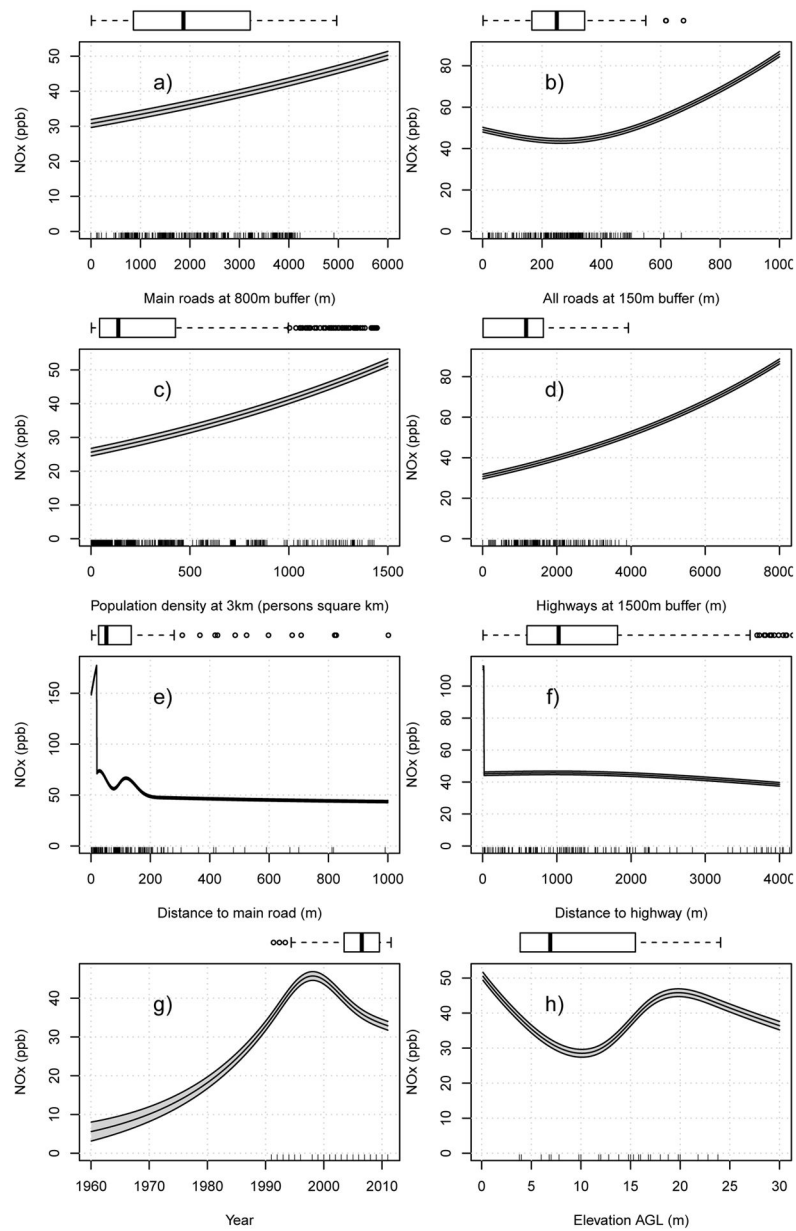 a)
NOx (ppb)
0 10 20 30 40 50
0 1000 2000 3000 4000 5000 6000
Main roads at 800m buffer (m)
b)
NOx (ppb)
0 20 40 60 80
0 200 400 600 800 1000
All roads at 150m buffer (m)
c)
NOx (ppb)
0 10 20 30 40 50
0 500 1000 1500
Population density at 3km (persons square km)
d)
NOx (ppb)
0 20 40 60 80
0 2000 4000 6000 8000
Highways at 1500m buffer (m)
e)
NOx (ppb)
0 50 100 150
0 200 400 600 800 1000
Distance to main road (m)
f)
NOx (ppb)
0 20 40 60 80 100
0 1000 2000 3000 4000
Distance to highway (m)
g)
NOx (ppb)
0 10 20 30 40
1960 1970 1980 1990 2000 2010
Year
h)
NOx (ppb)
0 10 20 30 40 50
0 5 10 15 20 25 30
Elevation AGL (m)